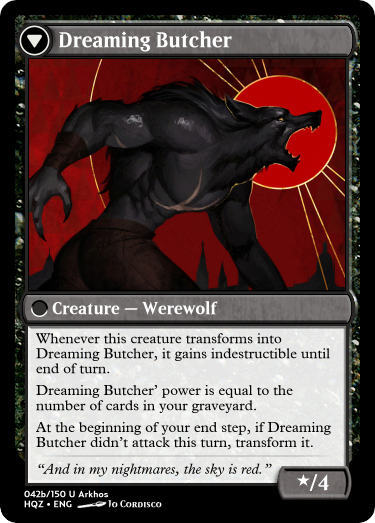 Dreaming Butcher
Creature — Werewolf
Whenever this creature transforms into
Dreaming Butcher, it gains indestructible until
end of turn.
Dreaming Butcher' power is equal to the
number of cards in your graveyard.
At the beginning of your end step, if Dreaming
Butcher didn't attack this turn, transform it.
"And in my nightmares, the sky is red."
★/4
042b/150 U Arkhos
HQZ • ENG Jo Cordisco